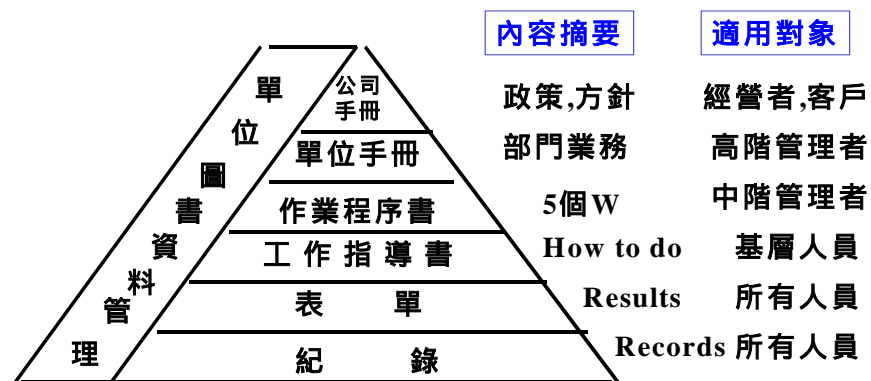 內容摘要 適用對象
單位圖書資料管理
公司
手冊
政策,方針 經營者,客戶
單位手冊 部門業務 高階管理者
作業程序書 5個W 中階管理者
工作指導書 How to do 基層人員
表單 Results 所有人員
紀錄 Records 所有人員